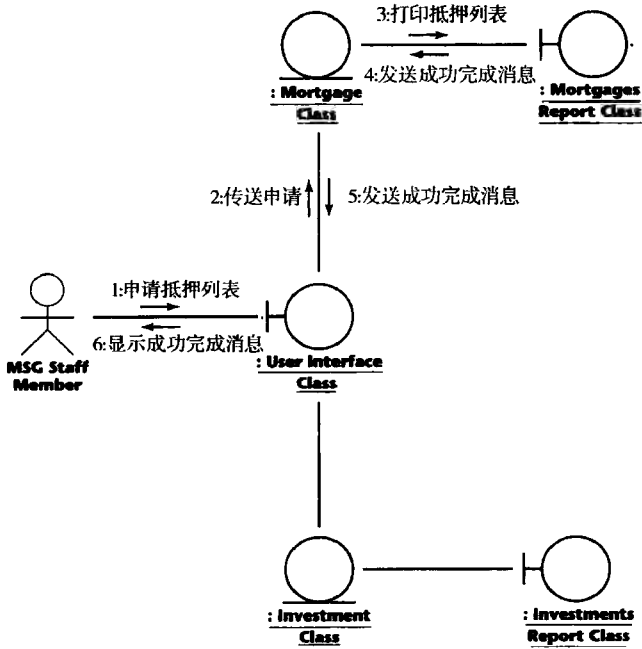 3:打印抵押列表
4:发送成功完成消息
: Mortgage
Class
: Mortgages
Report Class
2:传送申请
5:发送成功完成消息
1:申请抵押列表
6:显示成功完成消息
MSG Staff
Member
: User Interface
Class
: Investment
Class
: Investments
Report Class